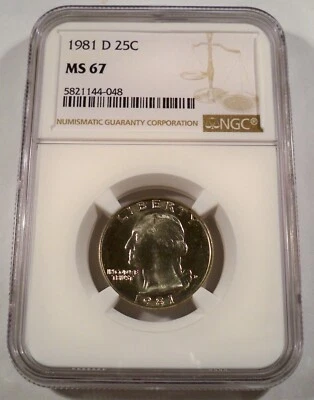 1981 D 25C
MS 67
5821144-048
NUMISMATIC GUARANTY CORPORATION
NGC®
LIBERTY
IN GOD WE
TRUST
D
1981